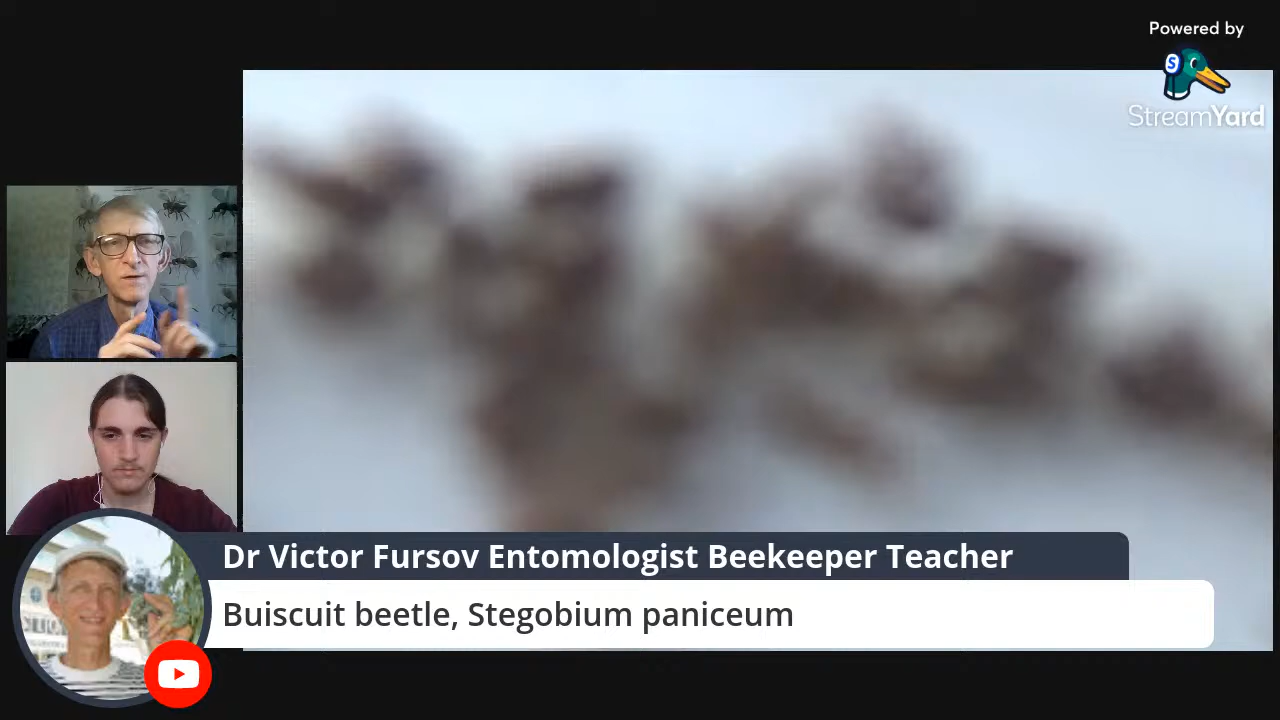 Powered by
StreamYard
Dr Victor Fursov Entomologist Beekeeper Teacher
Buiscuit beetle, Stegobium paniceum